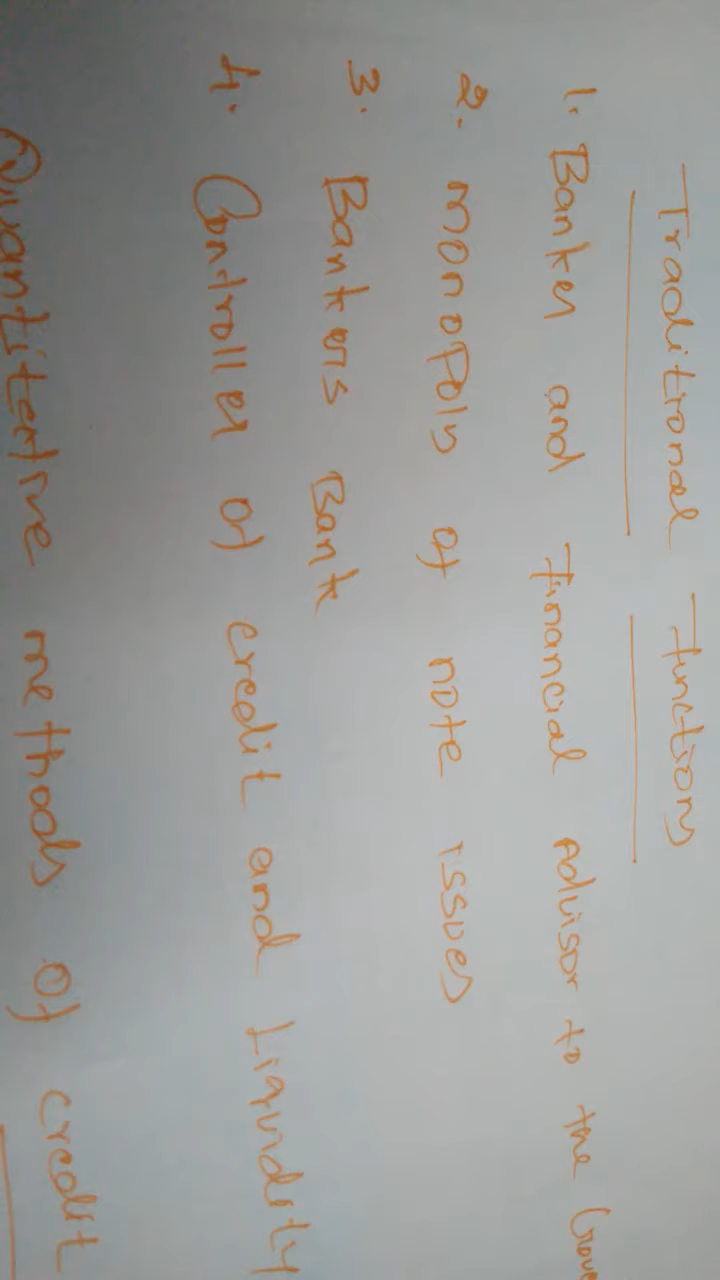 Traditional Functions
1. Banker and Financial Advisor to the Gove
2. monopoly of note issues
3. Bankers Bank
4. Controller of credit and Liquidity
Quantitative methods of credit